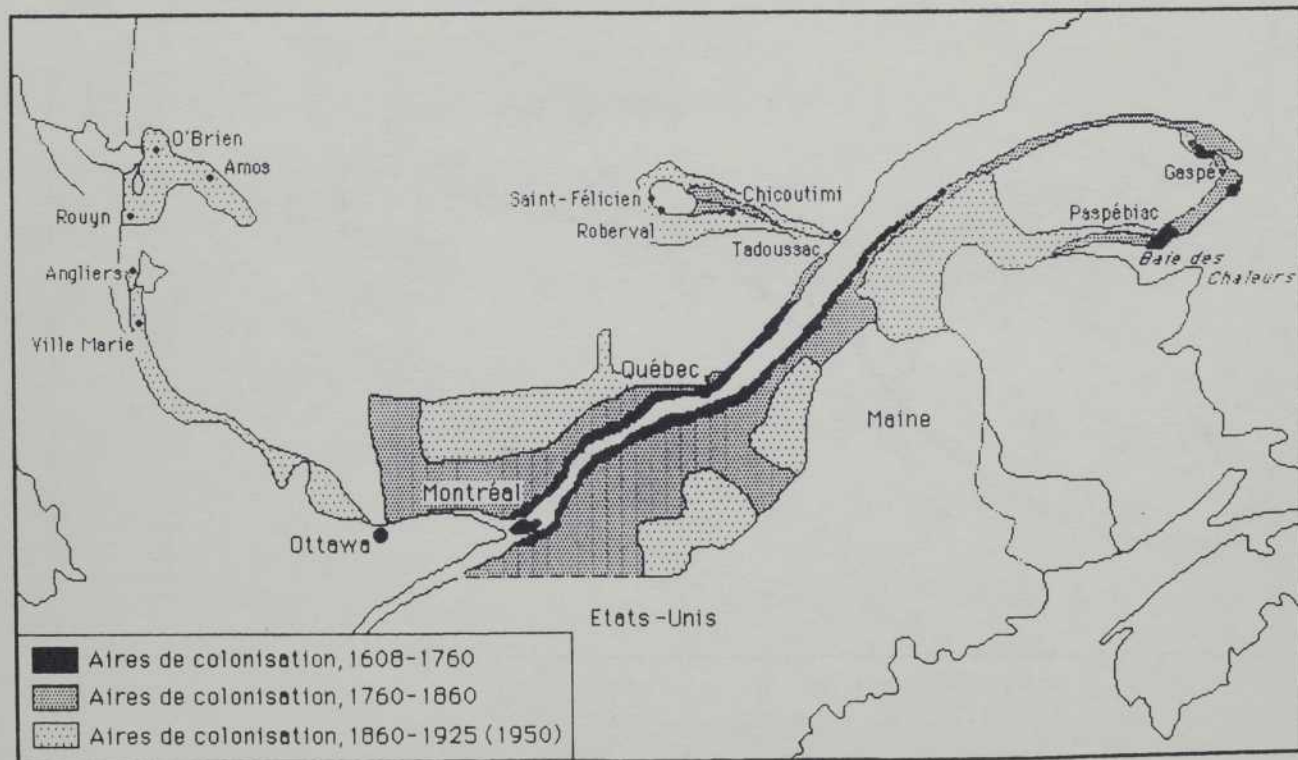 O'Brien
Amos
Rouyn
Angliers
Ville Marie
Ottawa
Montréal
Québec
Saint-Félicien
Roberval
Chicoutimi
Tadoussac
Gaspé
Paspébiac
Baie des
Chaleurs
Maine
Etats-Unis
Aires de colonisation, 1608-1760
Aires de colonisation, 1760-1860
Aires de colonisation, 1860-1925 (1950)